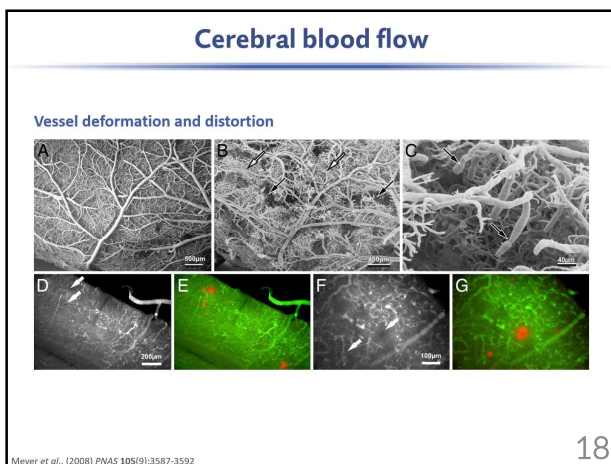 Cerebral blood flow
Vessel deformation and distortion
A B C
500µm 400µm 40µm
D E F G
200µm 100µm
Meyer et al., (2008) PNAS 105(9):3587-3592
18